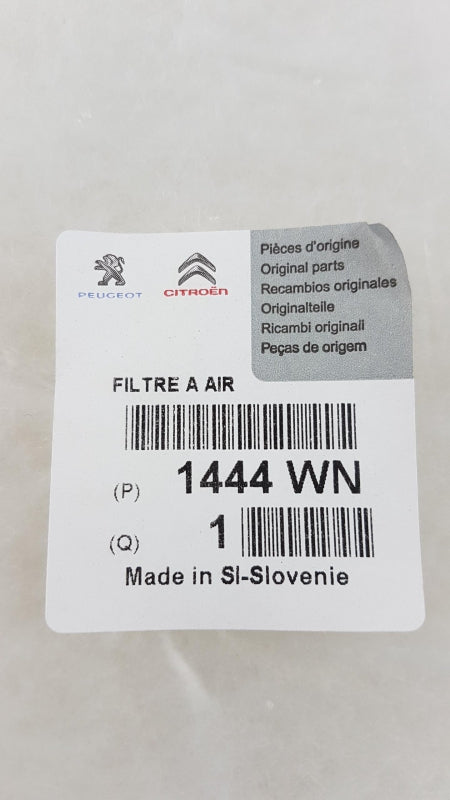 PEUGEOT
CITROËN
Pièces d'origine
Original parts
Recambios originales
Originalteile
Ricambi originali
Peças de origem
FILTRE A AIR
(P) 1444 WN
(Q) 1
Made in SI-Slovenie